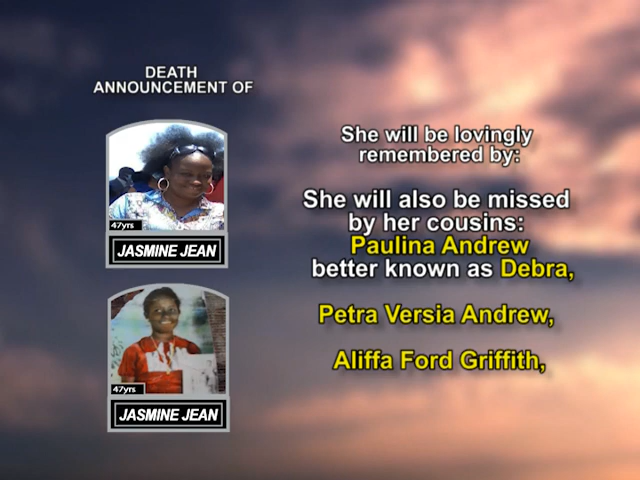 DEATH
ANNOUNCEMENT OF
47yrs
JASMINE JEAN
47yrs
JASMINE JEAN
She will be lovingly
remembered by:
She will also be missed
by her cousins:
Paulina Andrew
better known as Debra,
Petra Versia Andrew,
Aliffa Ford Griffith,